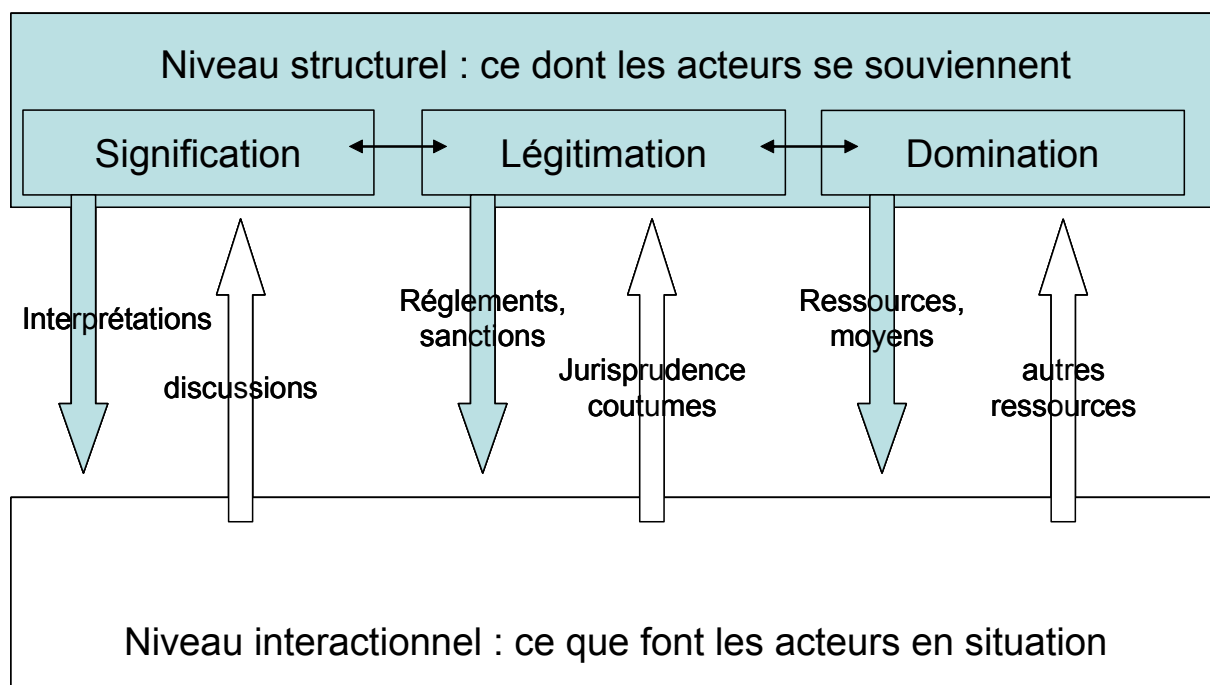 Niveau structurel : ce dont les acteurs se souviennent
Signification
Légitimation
Domination
Interprétations
discussions
Réglements,
sanctions
Jurisprudence
coutumes
Ressources,
moyens
autres
ressources
Niveau interactionnel : ce que font les acteurs en situation